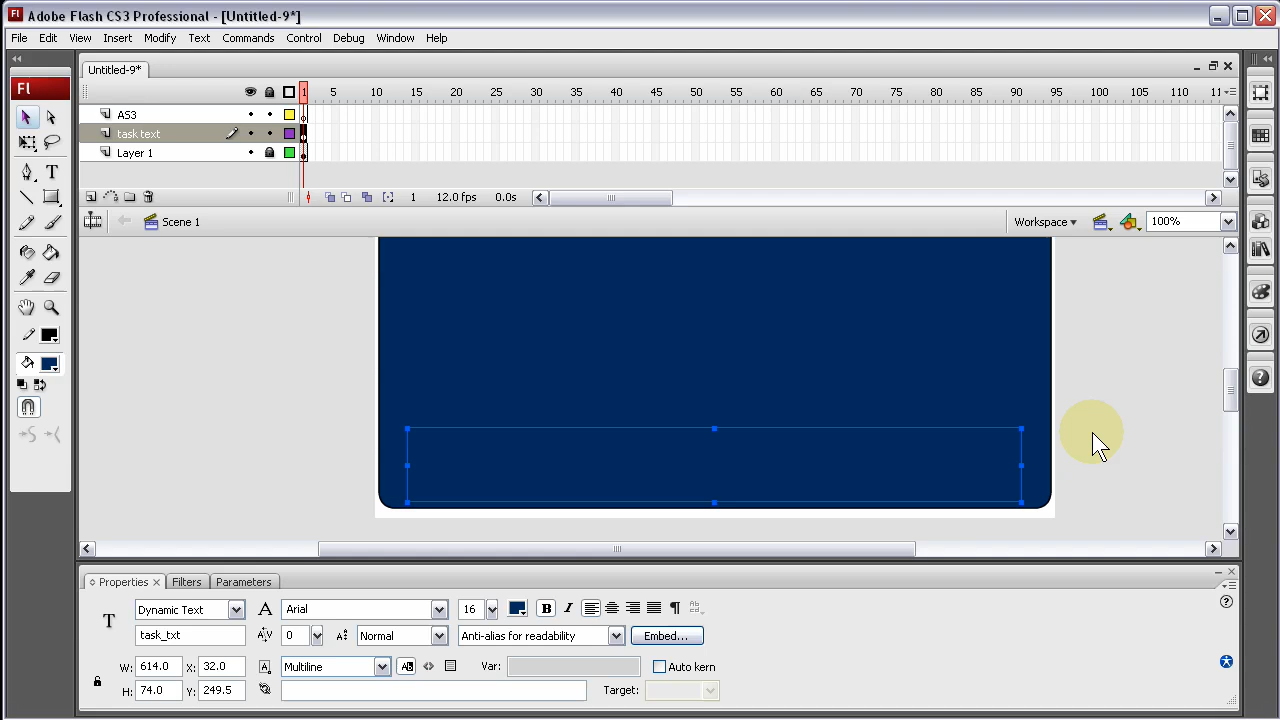 Adobe Flash CS3 Professional - [Untitled-9*]
File Edit View Insert Modify Text Commands Control Debug Window Help
Untitled-9*
Fl
1 5 10 15 20 25 30 35 40 45 50 55 60 65 70 75 80 85 90 95 100 105 110 11
AS3
task text
Layer 1
1 12.0 fps 0.0s
Scene 1 Workspace 100%
Properties Filters Parameters
T Dynamic Text A Arial 16 B I
task_txt A/V 0 Normal Anti-alias for readability Embed...
W: 614.0 X: 32.0 Multiline Var: Auto kern
H: 74.0 Y: 249.5 Target: